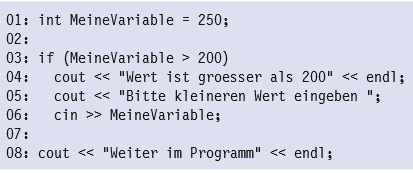 01: int MeineVariable = 250;
02:
03: if (MeineVariable > 200)
04:   cout << "Wert ist groesser als 200" << endl;
05:   cout << "Bitte kleineren Wert eingeben ";
06:   cin >> MeineVariable;
07:
08: cout << "Weiter im Programm" << endl;